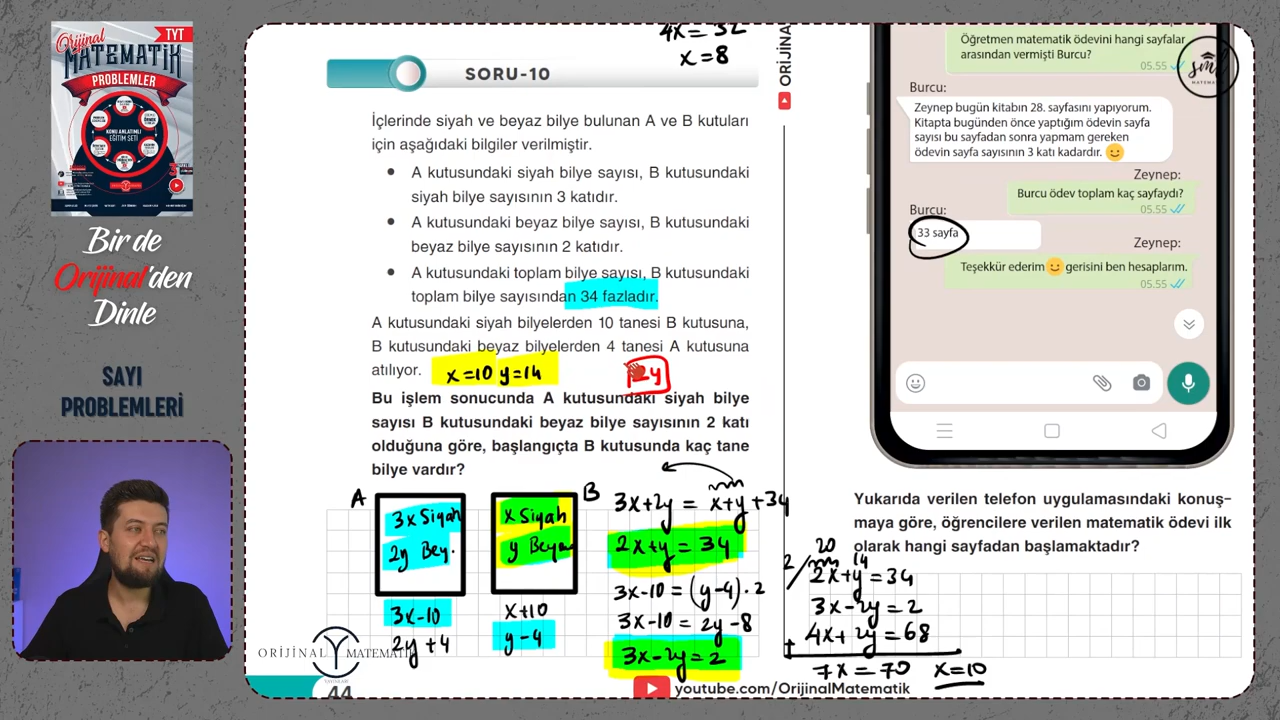 TYT
Orijinal
MATEMATİK
PROBLEMLER
KONU ANLATIMLI
EĞİTİM SETİ
Bir de
Orijinal'den
Dinle
SAYI
PROBLEMLERİ
4x = 32
x = 8
SORU-10
İçlerinde siyah ve beyaz bilye bulunan A ve B kutuları
için aşağıdaki bilgiler verilmiştir.
• A kutusundaki siyah bilye sayısı, B kutusundaki
siyah bilye sayısının 3 katıdır.
• A kutusundaki beyaz bilye sayısı, B kutusundaki
beyaz bilye sayısının 2 katıdır.
• A kutusundaki toplam bilye sayısı, B kutusundaki
toplam bilye sayısından 34 fazladır.
A kutusundaki siyah bilyelerden 10 tanesi B kutusuna,
B kutusundaki beyaz bilyelerden 4 tanesi A kutusuna
atılıyor.
x=10 y=14
Bu işlem sonucunda A kutusundaki siyah bilye
sayısı B kutusundaki beyaz bilye sayısının 2 katı
olduğuna göre, başlangıçta B kutusunda kaç tane
bilye vardır?
A
3x Siyah
2y Bey.
3x-10
2y+4
B
x Siyah
y Beyaz
x+10
y-4
3x+2y = x+y+34
2x+y = 34
3x-10 = (y-4)·2
3x-10 = 2y-8
3x-2y = 2
ORİJİNAL MATEMATİK
YAYINLARI
44
youtube.com/OrijinalMatematik
ORİJİNA
Öğretmen matematik ödevini hangi sayfalar
arasından vermişti Burcu?
05.55
Burcu:
Zeynep bugün kitabın 28. sayfasını yapıyorum.
Kitapta bugünden önce yaptığım ödevin sayfa
sayısı bu sayfadan sonra yapmam gereken
ödevin sayfa sayısının 3 katı kadardır.
Zeynep:
Burcu ödev toplam kaç sayfaydı?
05.55
Burcu:
33 sayfa
Zeynep:
Teşekkür ederim gerisini ben hesaplarım.
05.55
Yukarıda verilen telefon uygulamasındaki konuş-
maya göre, öğrencilere verilen matematik ödevi ilk
olarak hangi sayfadan başlamaktadır?
20 14
2/ 2x+y = 34
3x-2y = 2
+ 4x+2y = 68
7x = 70 x=10